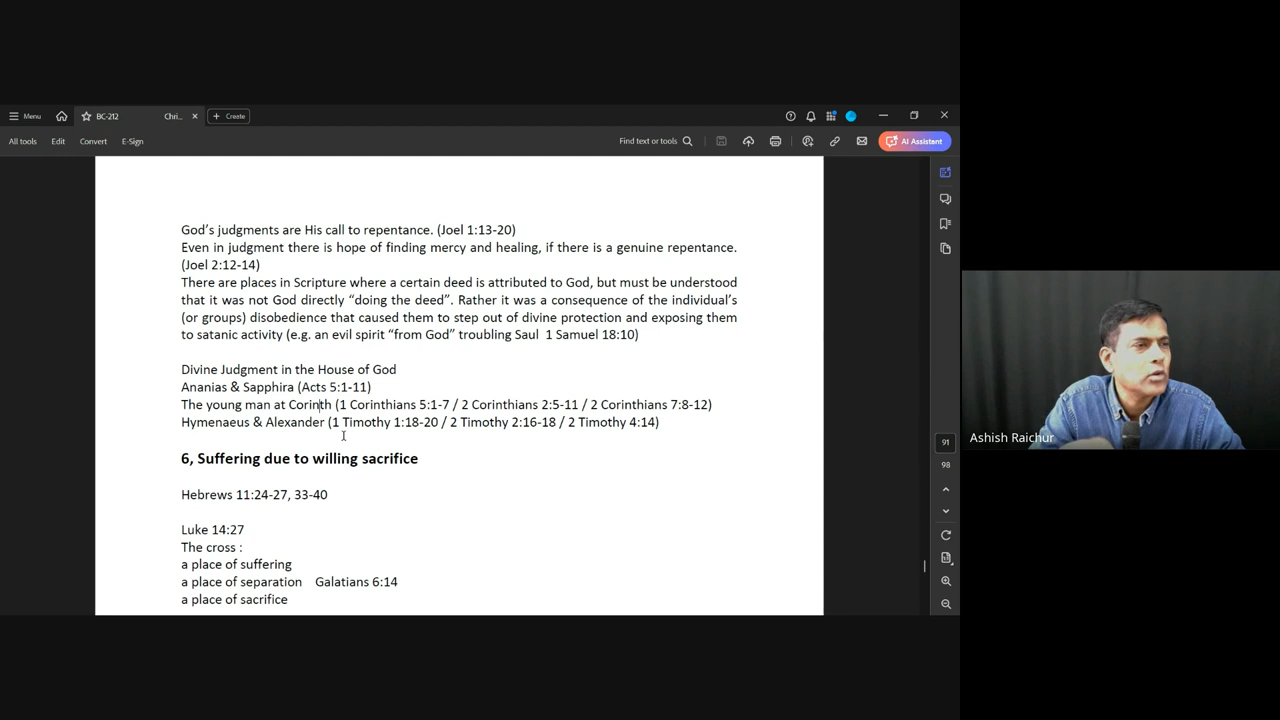 Menu
BC-212
Chri...
Create
All tools
Edit
Convert
E-Sign
Find text or tools
AI Assistant
God's judgments are His call to repentance. (Joel 1:13-20)
Even in judgment there is hope of finding mercy and healing, if there is a genuine repentance.
(Joel 2:12-14)
There are places in Scripture where a certain deed is attributed to God, but must be understood
that it was not God directly “doing the deed”. Rather it was a consequence of the individual's
(or groups) disobedience that caused them to step out of divine protection and exposing them
to satanic activity (e.g. an evil spirit “from God” troubling Saul 1 Samuel 18:10)
Divine Judgment in the House of God
Ananias & Sapphira (Acts 5:1-11)
The young man at Corinth (1 Corinthians 5:1-7 / 2 Corinthians 2:5-11 / 2 Corinthians 7:8-12)
Hymenaeus & Alexander (1 Timothy 1:18-20 / 2 Timothy 2:16-18 / 2 Timothy 4:14)
6, Suffering due to willing sacrifice
Hebrews 11:24-27, 33-40
Luke 14:27
The cross :
a place of suffering
a place of separation Galatians 6:14
a place of sacrifice
91
98
Ashish Raichur